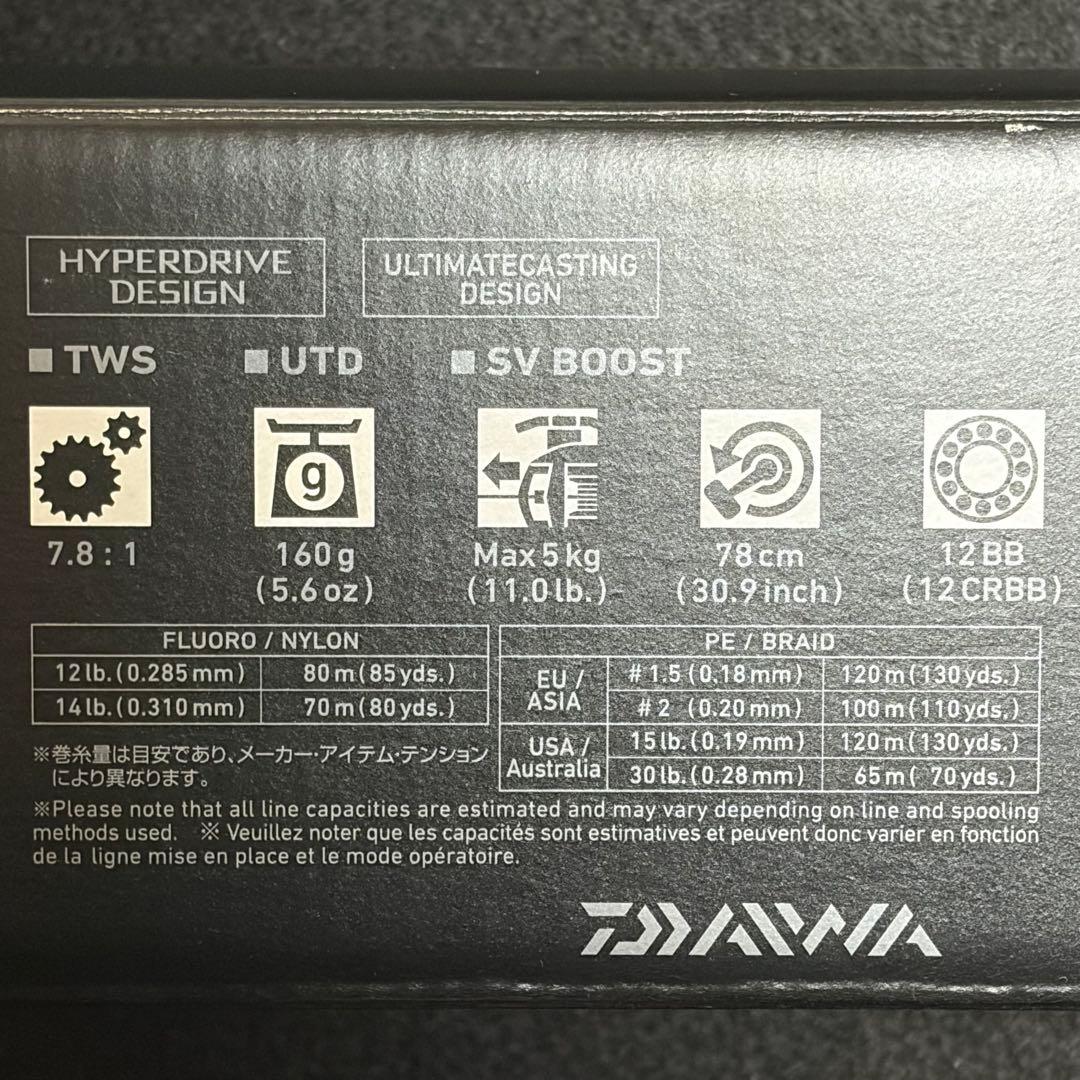 HYPERDRIVE
DESIGN
ULTIMATECASTING
DESIGN
■ TWS
■ UTD
■ SV BOOST
g
7.8 : 1
160g
(5.6oz)
Max5kg
(11.0lb.)
78cm
(30.9inch)
12BB
(12CRBB)
FLUORO / NYLON
12lb.(0.285mm) 80m(85yds.)
14lb.(0.310mm) 70m(80yds.)
PE / BRAID
EU /
ASIA
#1.5 (0.18mm) 120m(130yds.)
#2 (0.20mm) 100m(110yds.)
USA /
Australia
15lb.(0.19mm) 120m(130yds.)
30lb.(0.28mm) 65m( 70yds.)
※巻糸量は目安であり、メーカー・アイテム・テンション
により異なります。
※Please note that all line capacities are estimated and may vary depending on line and spooling
methods used. ※ Veuillez noter que les capacités sont estimatives et peuvent donc varier en fonction
de la ligne mise en place et le mode opératoire.
DAIWA